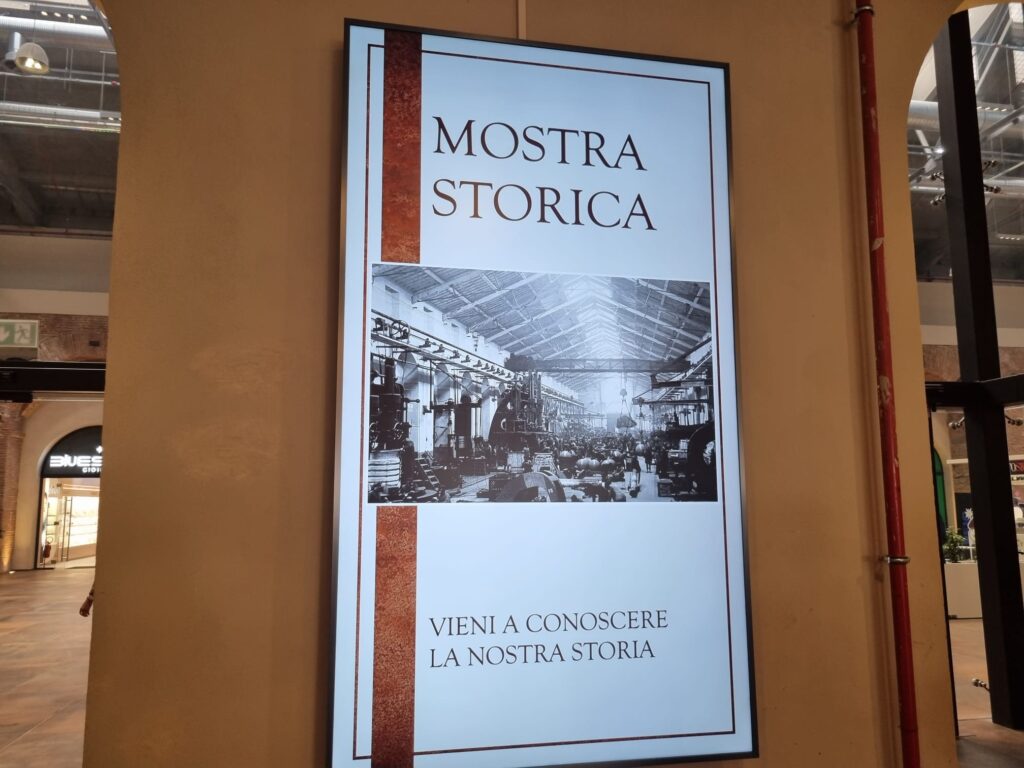 MOSTRA
STORICA
VIENI A CONOSCERE
LA NOSTRA STORIA